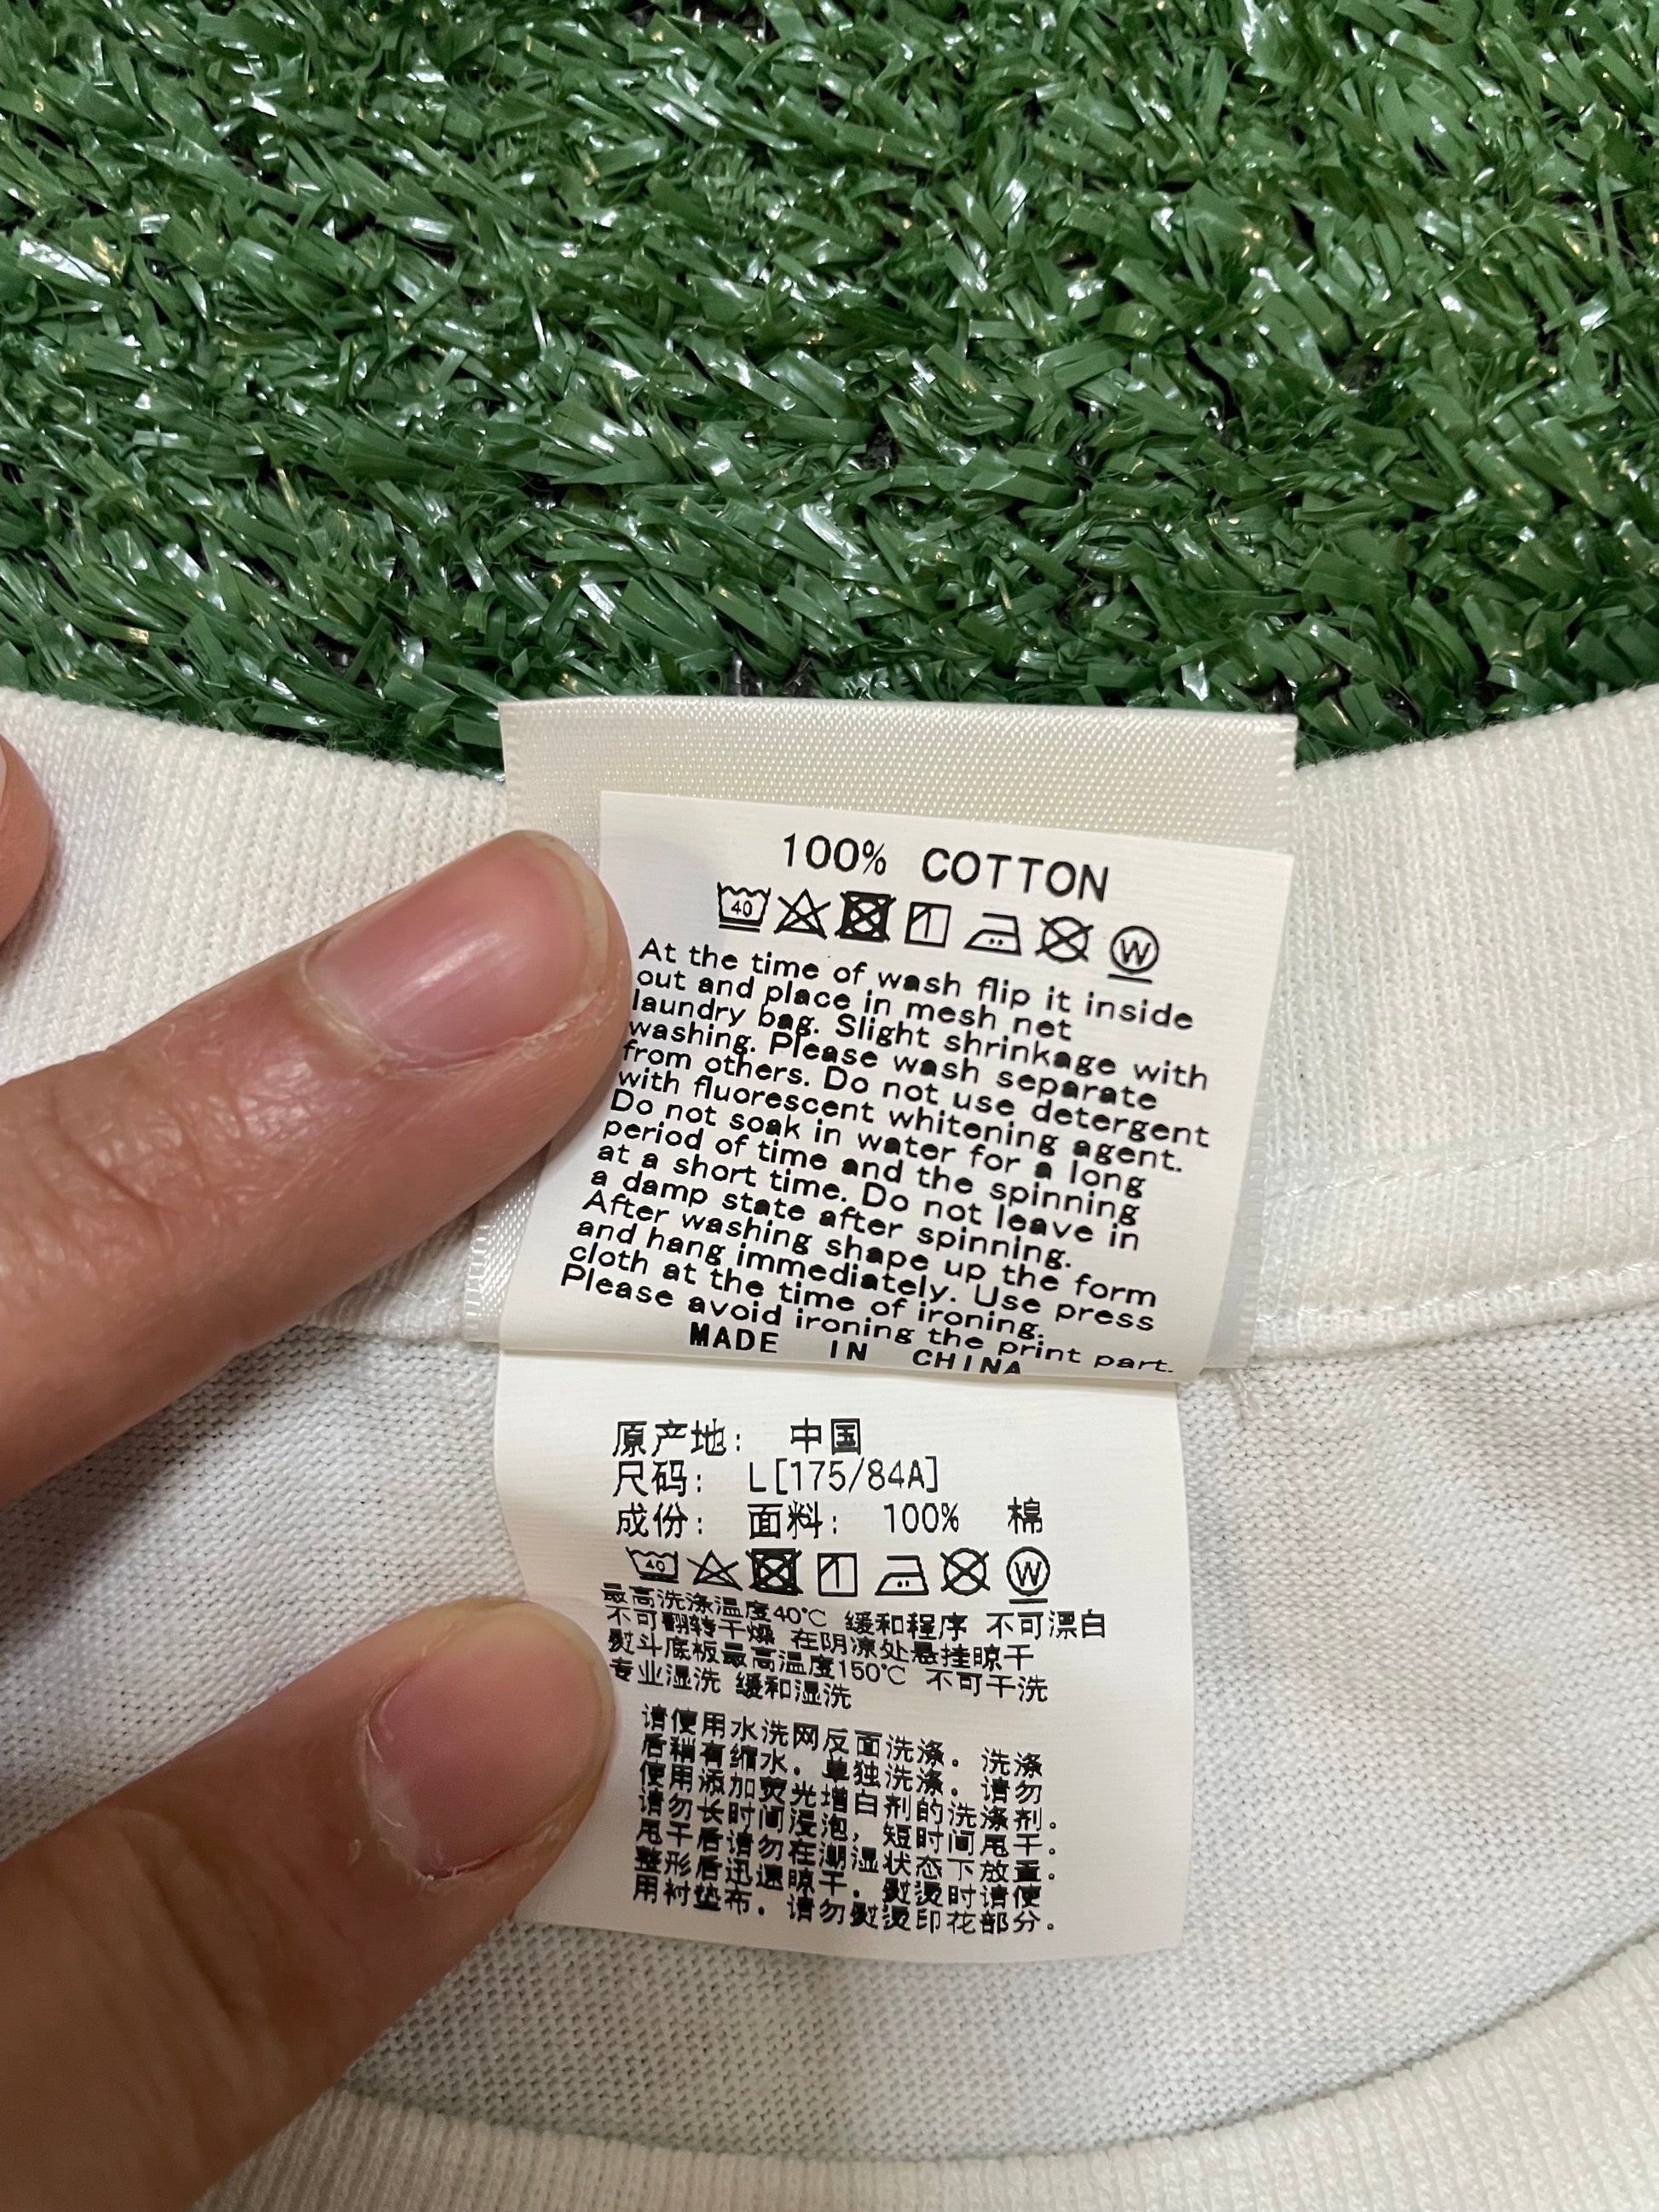 100% COTTON
40 W
At the time of wash flip it inside
out and place in mesh net
laundry bag. Slight shrinkage with
washing. Please wash separate
from others. Do not use detergent
with fluorescent whitening agent.
Do not soak in water for a long
period of time and the spinning
at a short time. Do not leave in
a damp state after spinning.
After washing shape up the form
and hang immediately. Use press
cloth at the time of ironing.
Please avoid ironing the print part.
MADE IN CHINA
原产地: 中国
尺码: L[175/84A]
成份: 面料: 100% 棉
40 W
最高洗涤温度40℃ 缓和程序 不可漂白
不可翻转干燥 在阴凉处悬挂晾干
熨斗底板最高温度150℃ 不可干洗
专业湿洗 缓和湿洗
请使用水洗网反面洗涤。洗涤
后稍有缩水。单独洗涤。请勿
使用添加荧光增白剂的洗涤剂。
请勿长时间浸泡, 短时间甩干。
甩干后请勿在潮湿状态下放置。
整形后迅速晾干。熨烫时请使
用衬垫布。请勿熨烫印花部分。